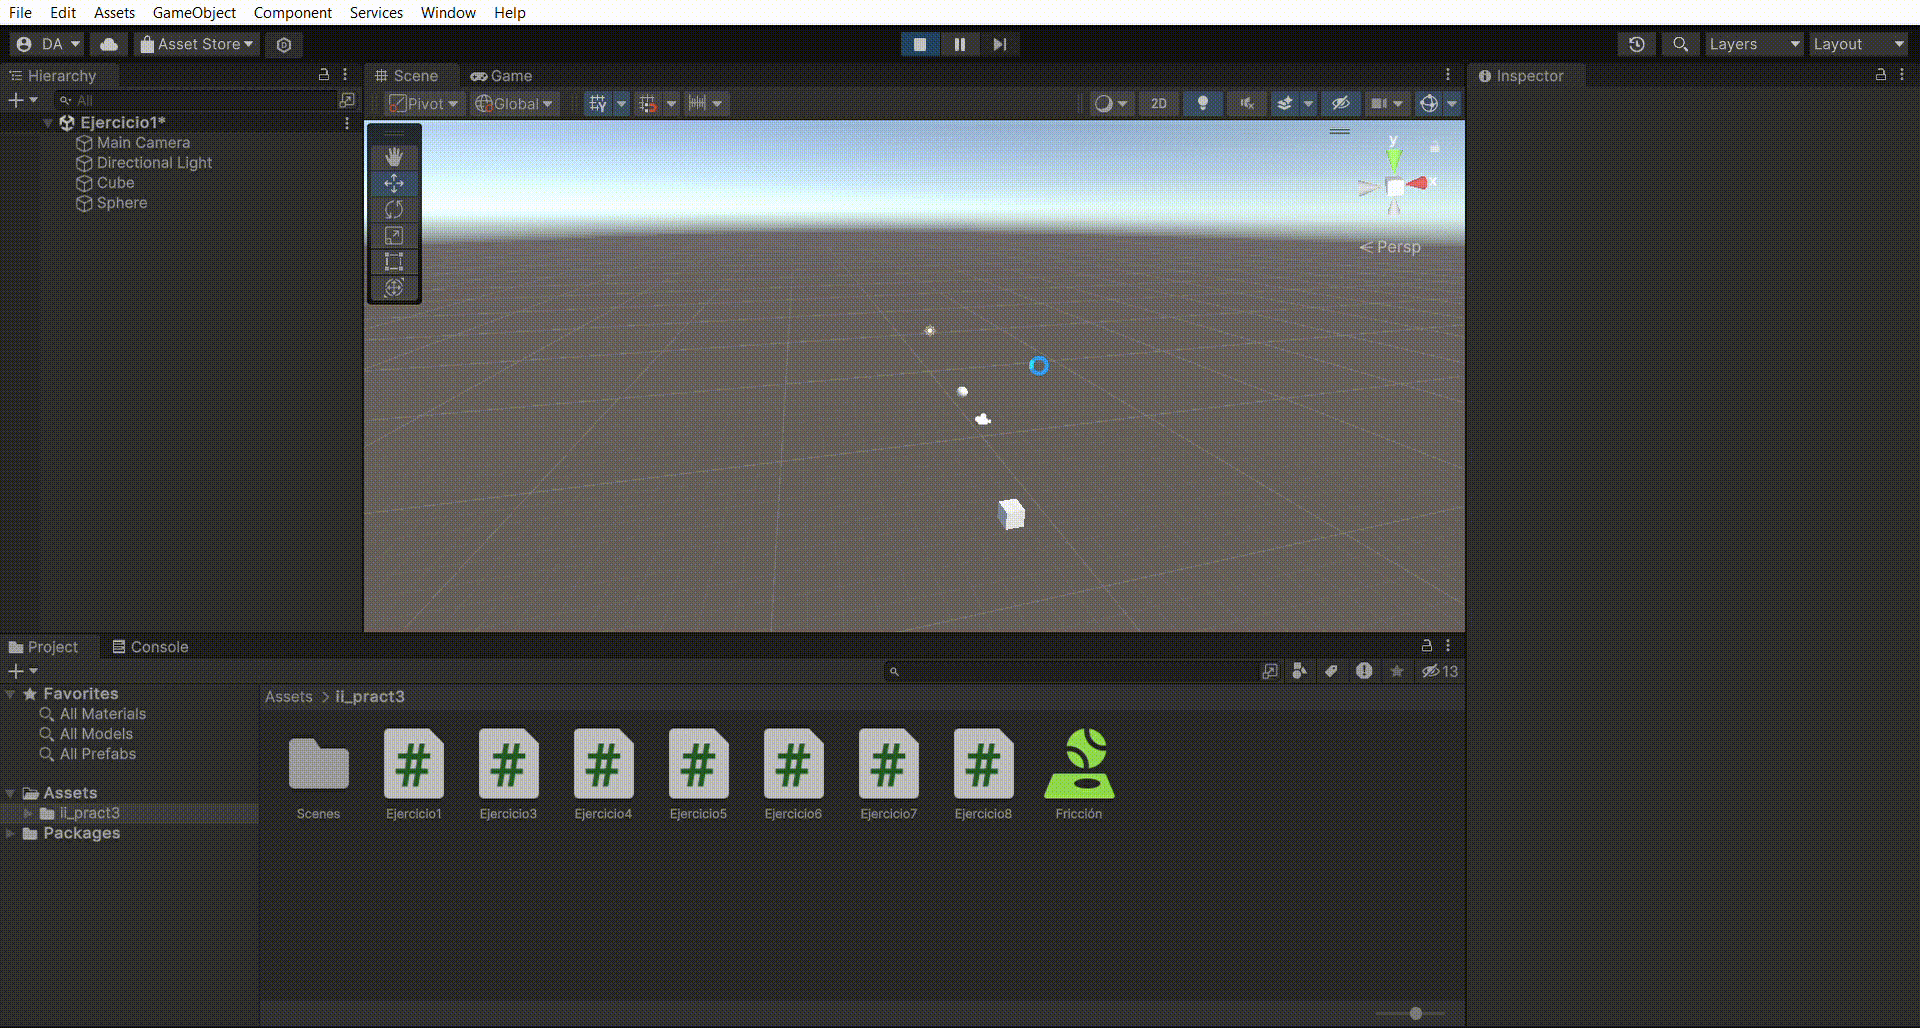 File Edit Assets GameObject Component Services Window Help
DA Asset Store Layers Layout
Hierarchy Scene Game Inspector
All Pivot Global 2D
Ejercicio1*
Main Camera
Directional Light
Cube
Sphere
y
x
Persp
Project Console
13
Favorites
All Materials
All Models
All Prefabs
Assets
ii_pract3
Packages
Assets > ii_pract3
Scenes Ejercicio1 Ejercicio3 Ejercicio4 Ejercicio5 Ejercicio6 Ejercicio7 Ejercicio8 Fricción